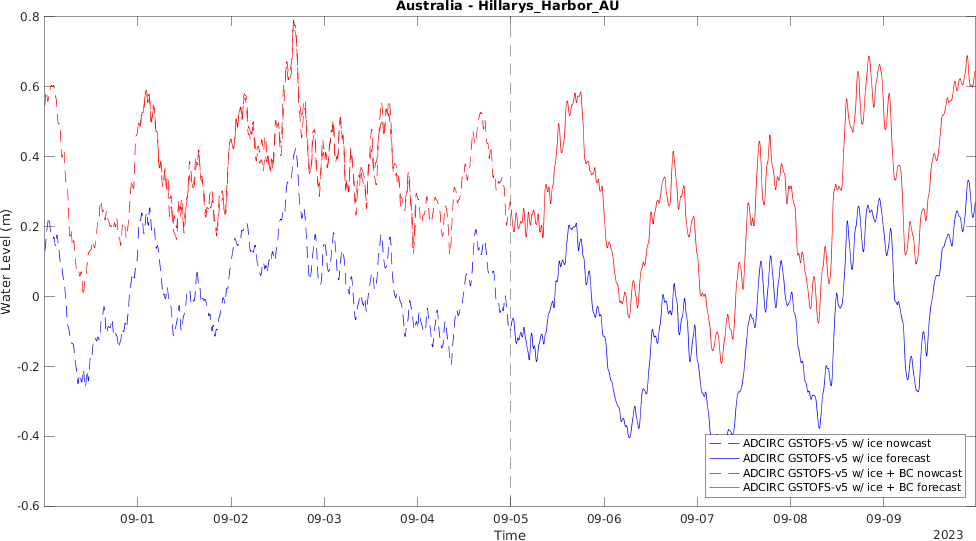 Australia - Hillarys_Harbor_AU
Water Level (m)
0.8
0.6
0.4
0.2
0
-0.2
-0.4
-0.6
ADCIRC GSTOFS-v5 w/ ice nowcast
ADCIRC GSTOFS-v5 w/ ice forecast
ADCIRC GSTOFS-v5 w/ ice + BC nowcast
ADCIRC GSTOFS-v5 w/ ice + BC forecast
09-01 09-02 09-03 09-04 09-05 09-06 09-07 09-08 09-09
Time
2023